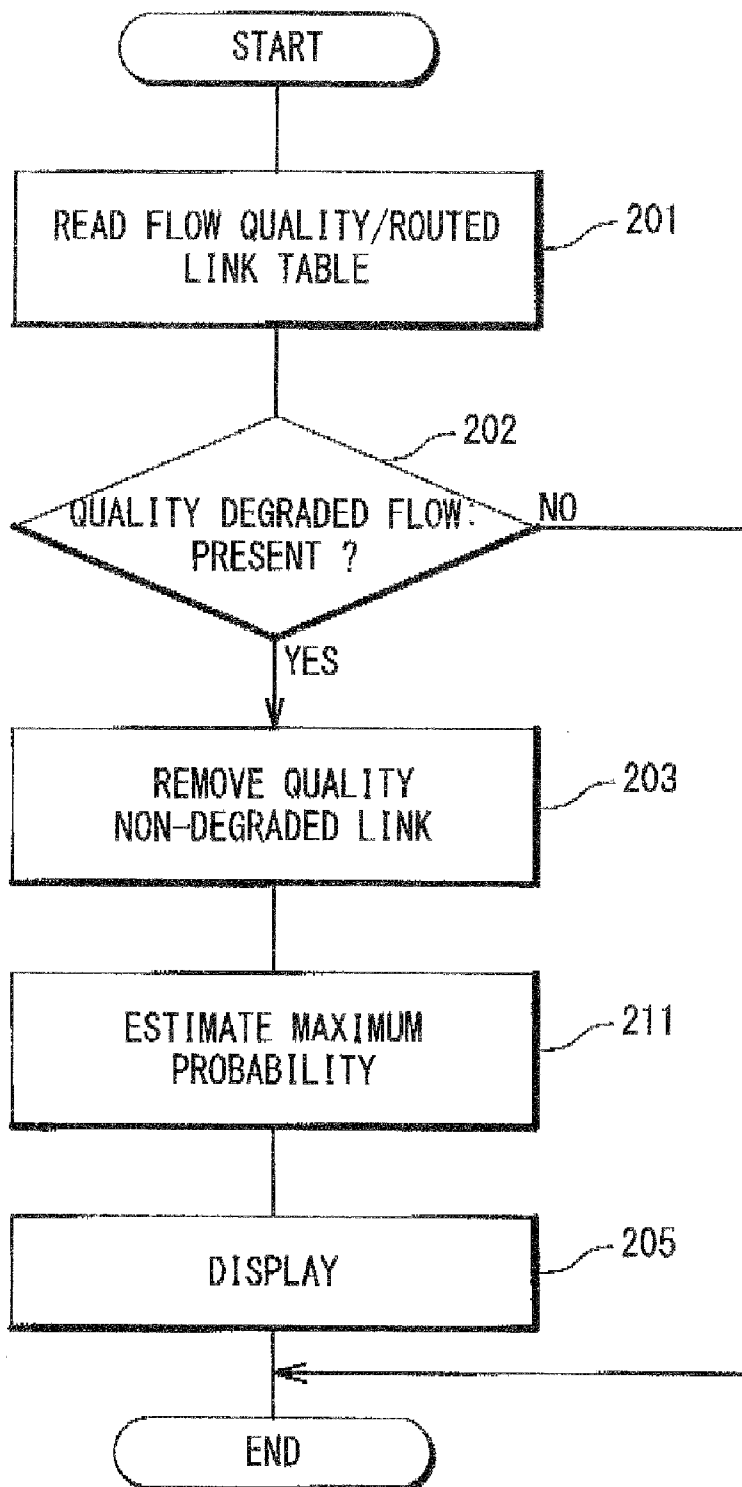 START
READ FLOW QUALITY/ROUTED
LINK TABLE
201
202
QUALITY DEGRADED FLOW:
PRESENT ?
NO
YES
REMOVE QUALITY
NON-DEGRADED LINK
203
ESTIMATE MAXIMUM
PROBABILITY
211
DISPLAY
205
END